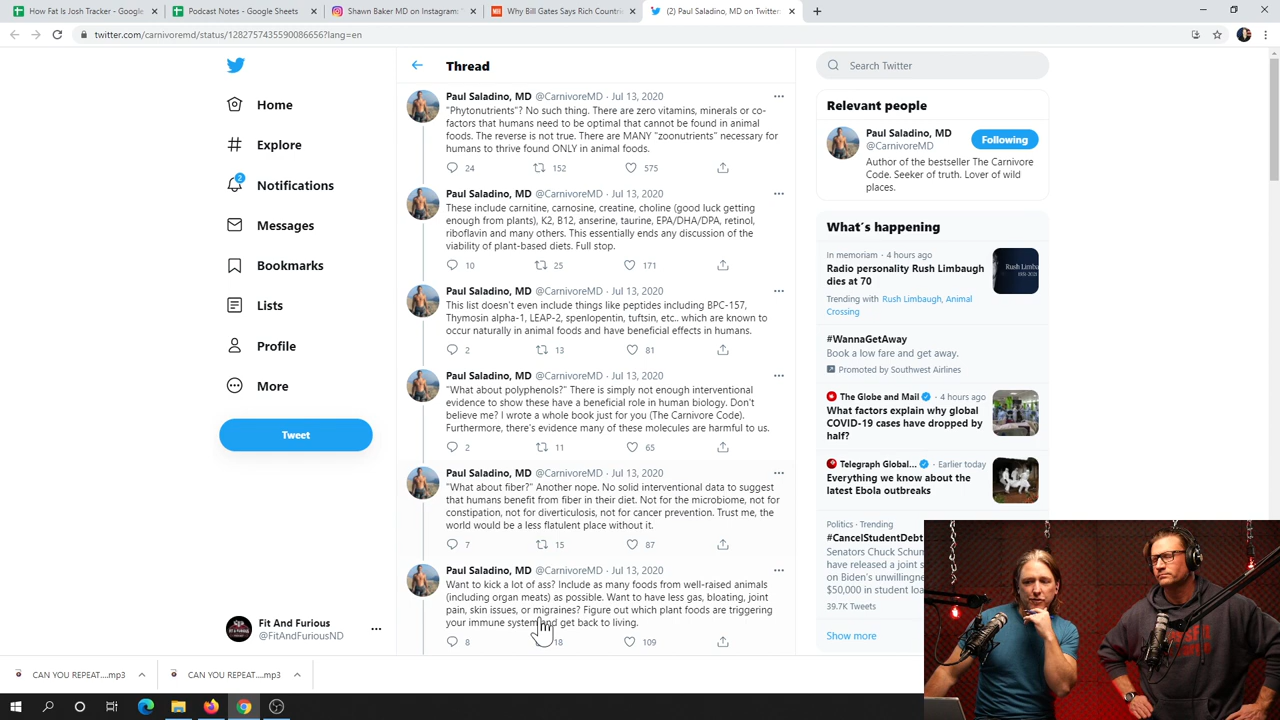 How Fat Is Josh Tracker - Google
Podcast Notes - Google Sheets
Shawn Baker MD on Instagram:
Why Bill Gates Says Rich Countri
(2) Paul Saladino, MD on Twitter:
twitter.com/carnivoremd/status/1282757435590086656?lang=en
Home
Explore
2
Notifications
Messages
Bookmarks
Lists
Profile
More
Tweet
Fit And Furious
@FitAndFuriousND
Thread
Paul Saladino, MD @CarnivoreMD · Jul 13, 2020
"Phytonutrients"? No such thing. There are zero vitamins, minerals or co-
factors that humans need to be optimal that cannot be found in animal
foods. The reverse is not true. There are MANY "zoonutrients" necessary for
humans to thrive found ONLY in animal foods.
24 152 575
Paul Saladino, MD @CarnivoreMD · Jul 13, 2020
These include carnitine, carnosine, creatine, choline (good luck getting
enough from plants), K2, B12, anserine, taurine, EPA/DHA/DPA, retinol,
riboflavin and many others. This essentially ends any discussion of the
viability of plant-based diets. Full stop.
10 25 171
Paul Saladino, MD @CarnivoreMD · Jul 13, 2020
This list doesn't even include things like peptides including BPC-157,
Thymosin alpha-1, LEAP-2, spenlopentin, tuftsin, etc.. which are known to
occur naturally in animal foods and have beneficial effects in humans.
2 13 81
Paul Saladino, MD @CarnivoreMD · Jul 13, 2020
"What about polyphenols?" There is simply not enough interventional
evidence to show these have a beneficial role in human biology. Don't
believe me? I wrote a whole book just for you (The Carnivore Code).
Furthermore, there's evidence many of these molecules are harmful to us.
2 11 65
Paul Saladino, MD @CarnivoreMD · Jul 13, 2020
"What about fiber?" Another nope. No solid interventional data to suggest
that humans benefit from fiber in their diet. Not for the microbiome, not for
constipation, not for diverticulosis, not for cancer prevention. Trust me, the
world would be a less flatulent place without it.
7 15 87
Paul Saladino, MD @CarnivoreMD · Jul 13, 2020
Want to kick a lot of ass? Include as many foods from well-raised animals
(including organ meats) as possible. Want to have less gas, bloating, joint
pain, skin issues, or migraines? Figure out which plant foods are triggering
your immune system and get back to living.
8 18 109
Search Twitter
Relevant people
Paul Saladino, MD
@CarnivoreMD
Following
Author of the bestseller The Carnivore
Code. Seeker of truth. Lover of wild
places.
What's happening
In memoriam · 4 hours ago
Radio personality Rush Limbaugh
dies at 70
Trending with Rush Limbaugh, Animal
Crossing
#WannaGetAway
Book a low fare and get away.
Promoted by Southwest Airlines
The Globe and Mail · 4 hours ago
What factors explain why global
COVID-19 cases have dropped by
half?
Telegraph Global... · Earlier today
Everything we know about the
latest Ebola outbreaks
Politics · Trending
#CancelStudentDebt
Senators Chuck Schum
have released a joint s
on Biden's unwillingne
$50,000 in student loa
39.7K Tweets
Show more
CAN YOU REPEAT....mp3
CAN YOU REPEAT....mp3